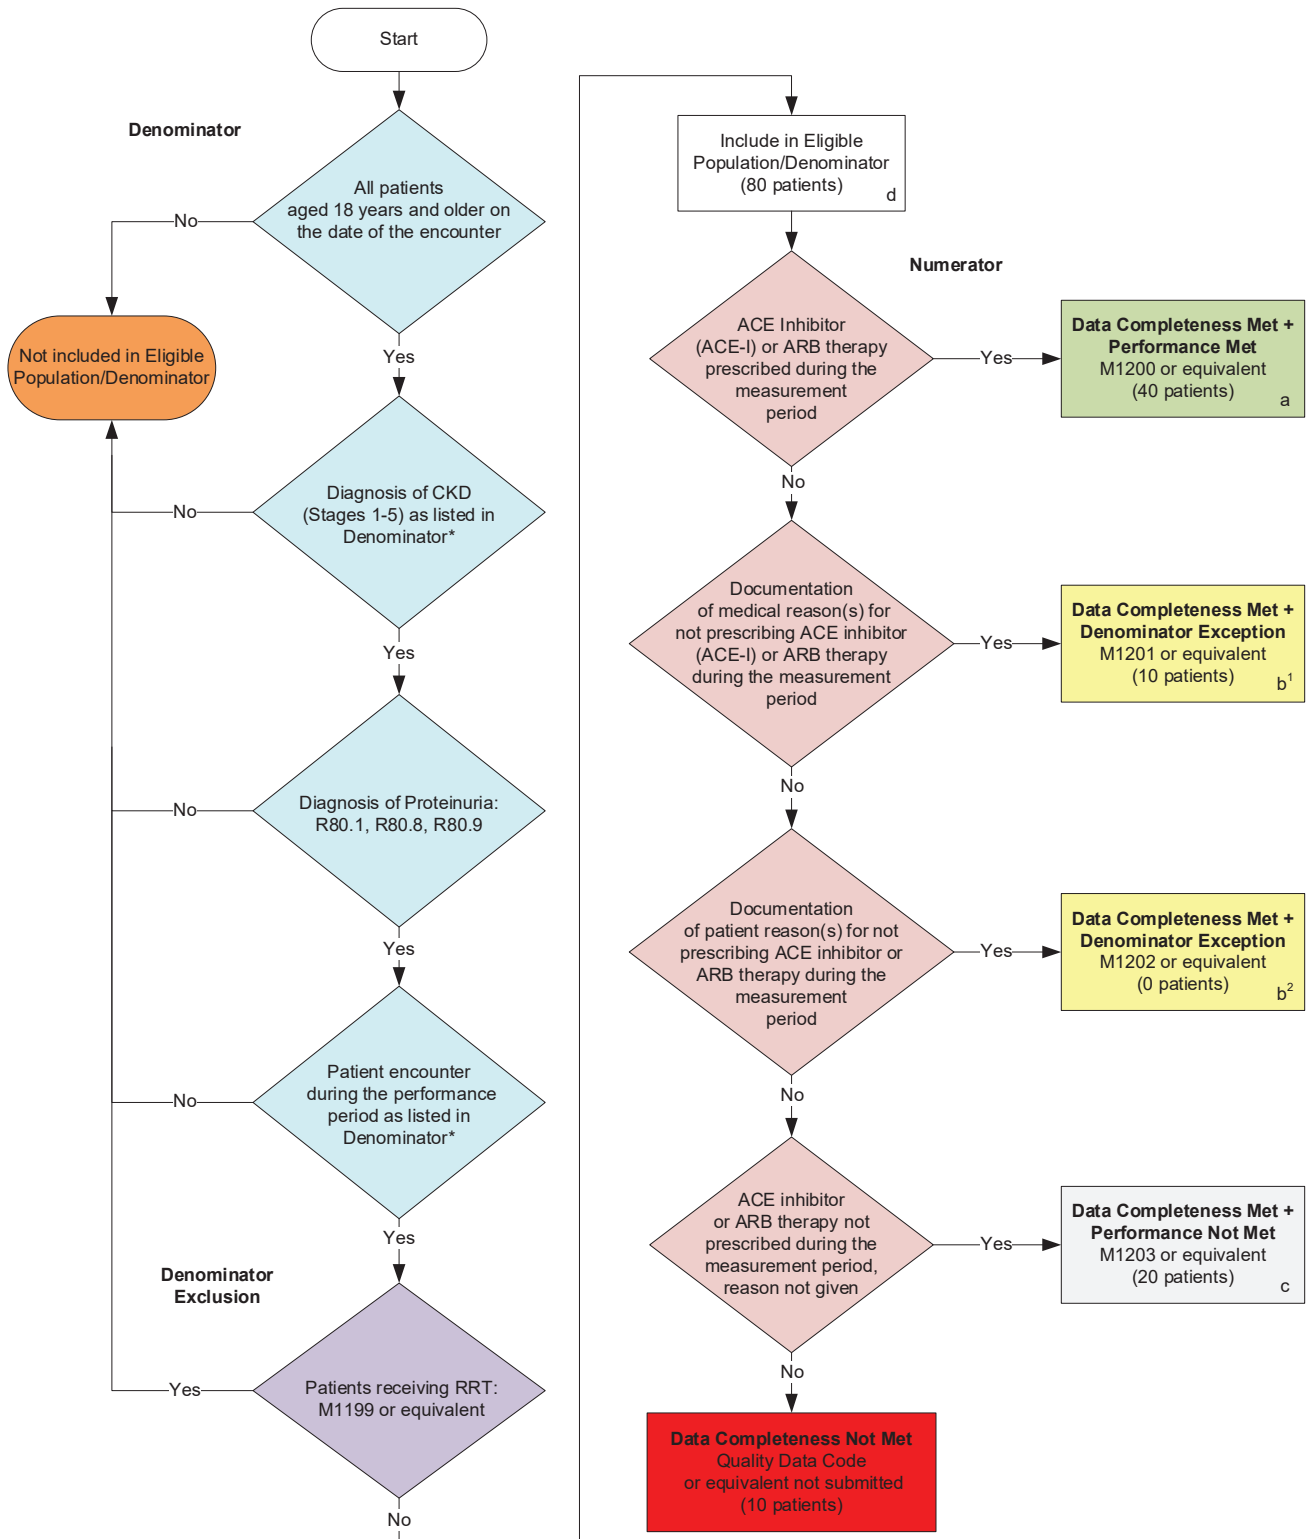 Start
Denominator
All patients
aged 18 years and older on
the date of the encounter
No
Yes
Not included in Eligible
Population/Denominator
Diagnosis of CKD
(Stages 1-5) as listed in
Denominator*
No
Yes
Diagnosis of Proteinuria:
R80.1, R80.8, R80.9
No
Yes
Patient encounter
during the performance
period as listed in
Denominator*
No
Yes
Denominator
Exclusion
Patients receiving RRT:
M1199 or equivalent
Yes
No
Include in Eligible
Population/Denominator
(80 patients)
d
Numerator
ACE Inhibitor
(ACE-I) or ARB therapy
prescribed during the
measurement
period
Yes
Data Completeness Met +
Performance Met
M1200 or equivalent
(40 patients)
a
No
Documentation
of medical reason(s) for
not prescribing ACE inhibitor
(ACE-I) or ARB therapy
during the measurement
period
Yes
Data Completeness Met +
Denominator Exception
M1201 or equivalent
(10 patients)
b¹
No
Documentation
of patient reason(s) for not
prescribing ACE inhibitor or
ARB therapy during the
measurement
period
Yes
Data Completeness Met +
Denominator Exception
M1202 or equivalent
(0 patients)
b²
No
ACE inhibitor
or ARB therapy not
prescribed during the
measurement period,
reason not given
Yes
Data Completeness Met +
Performance Not Met
M1203 or equivalent
(20 patients)
c
No
Data Completeness Not Met
Quality Data Code
or equivalent not submitted
(10 patients)